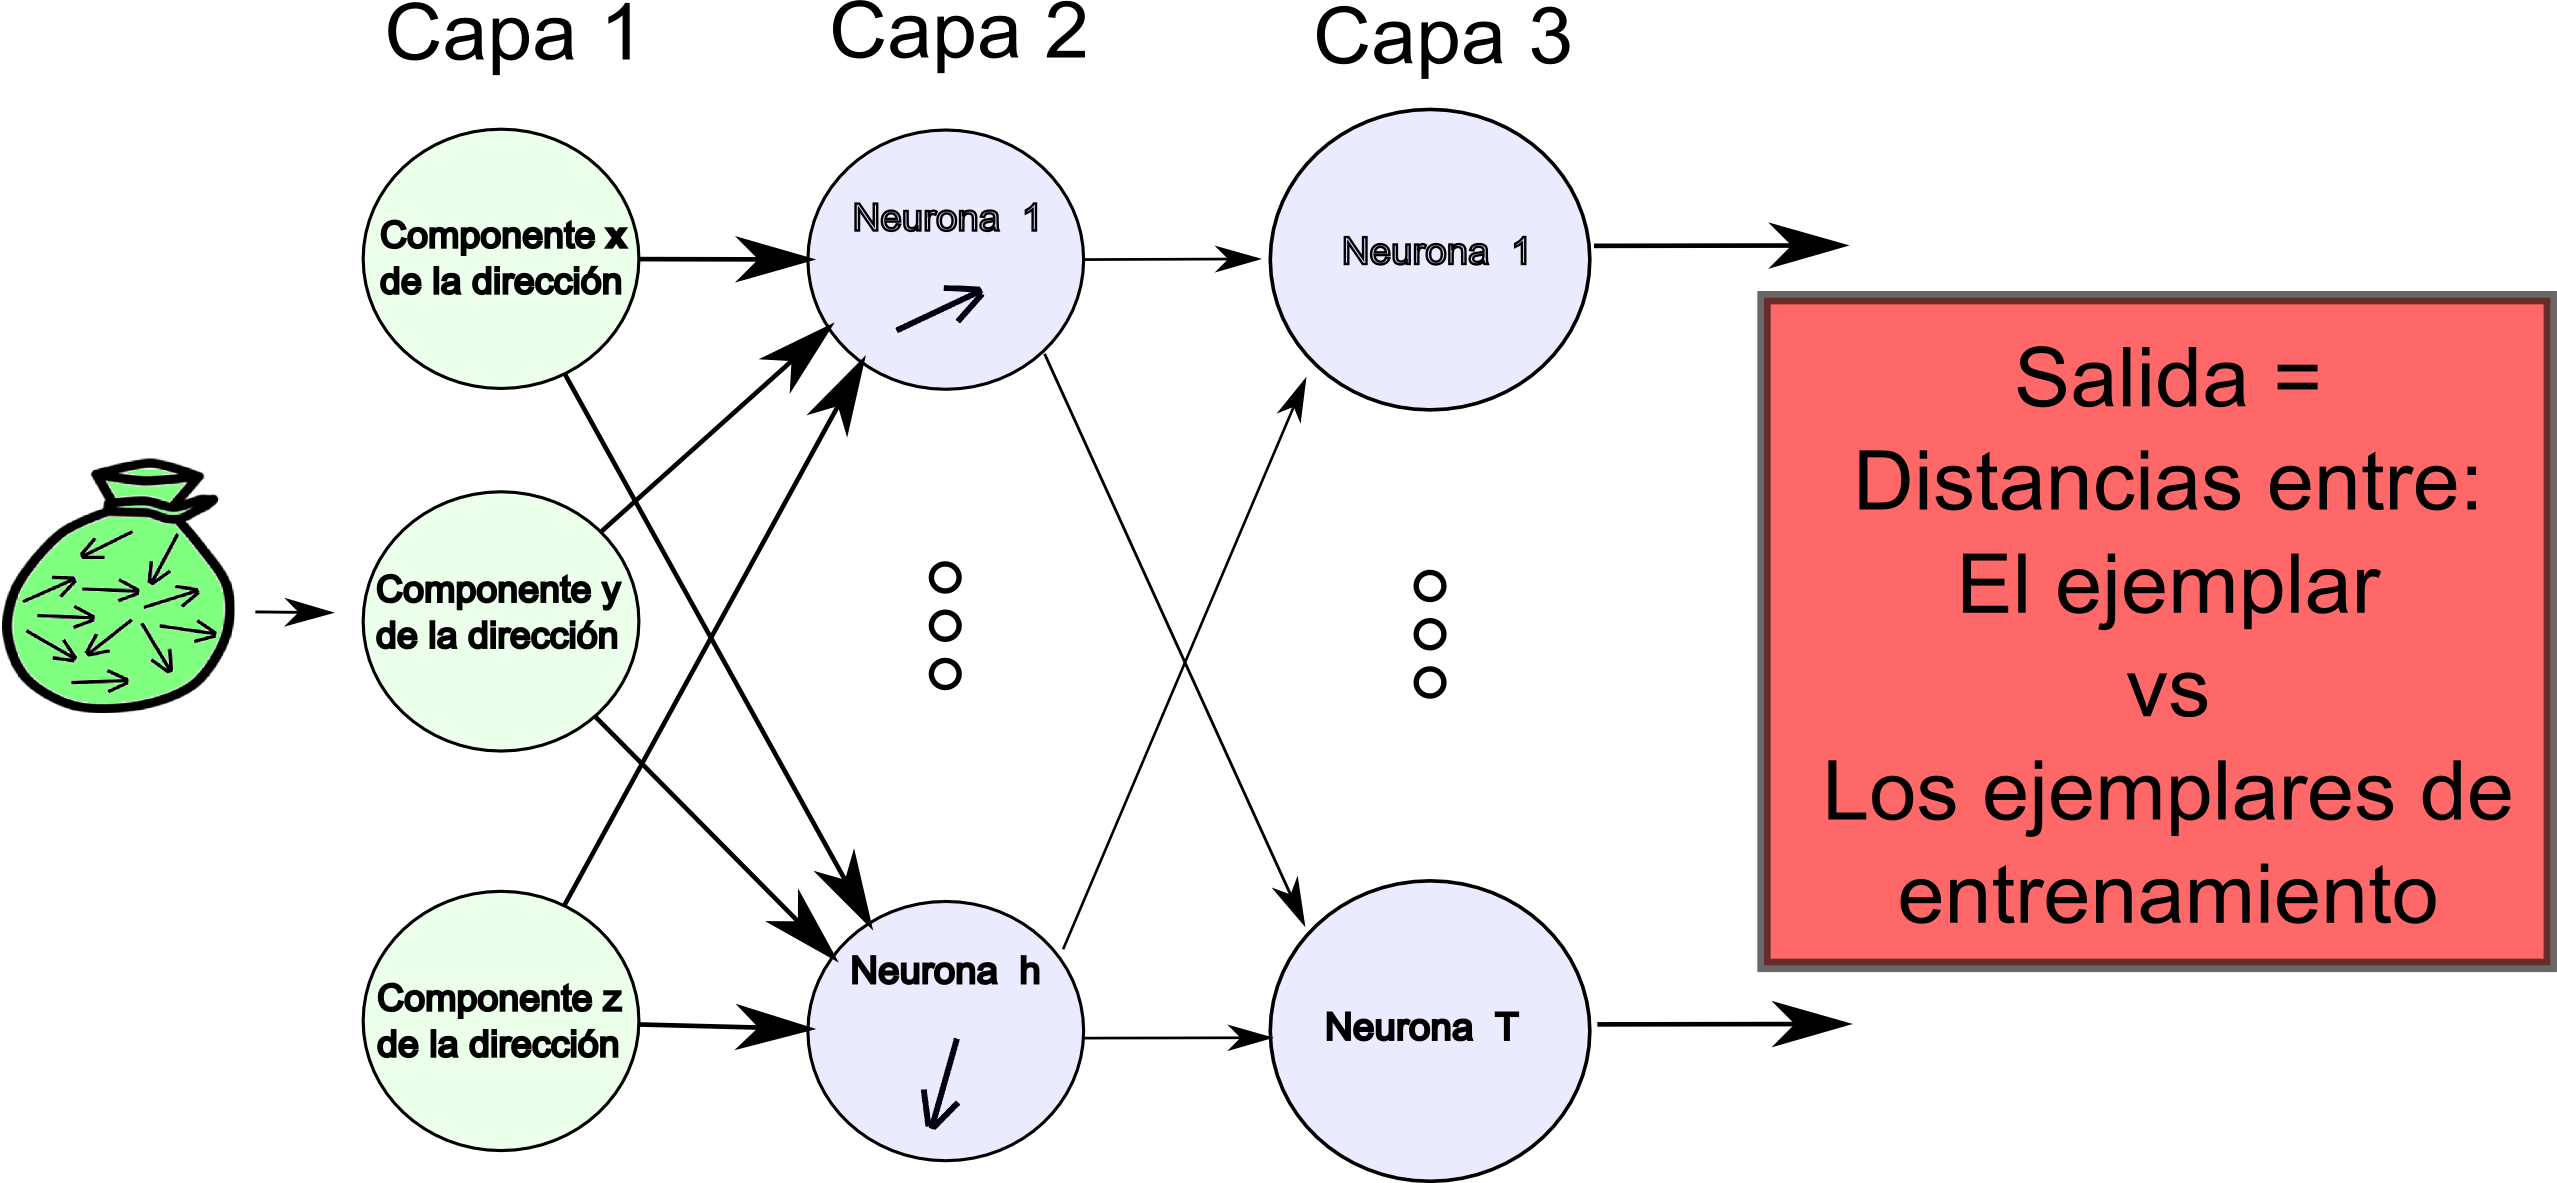 Capa 1
Capa 2
Capa 3
Componente x
de la dirección
Componente y
de la dirección
Componente z
de la dirección
Neurona 1
Neurona h
Neurona 1
Neurona T
Salida =
Distancias entre:
El ejemplar
vs
Los ejemplares de
entrenamiento